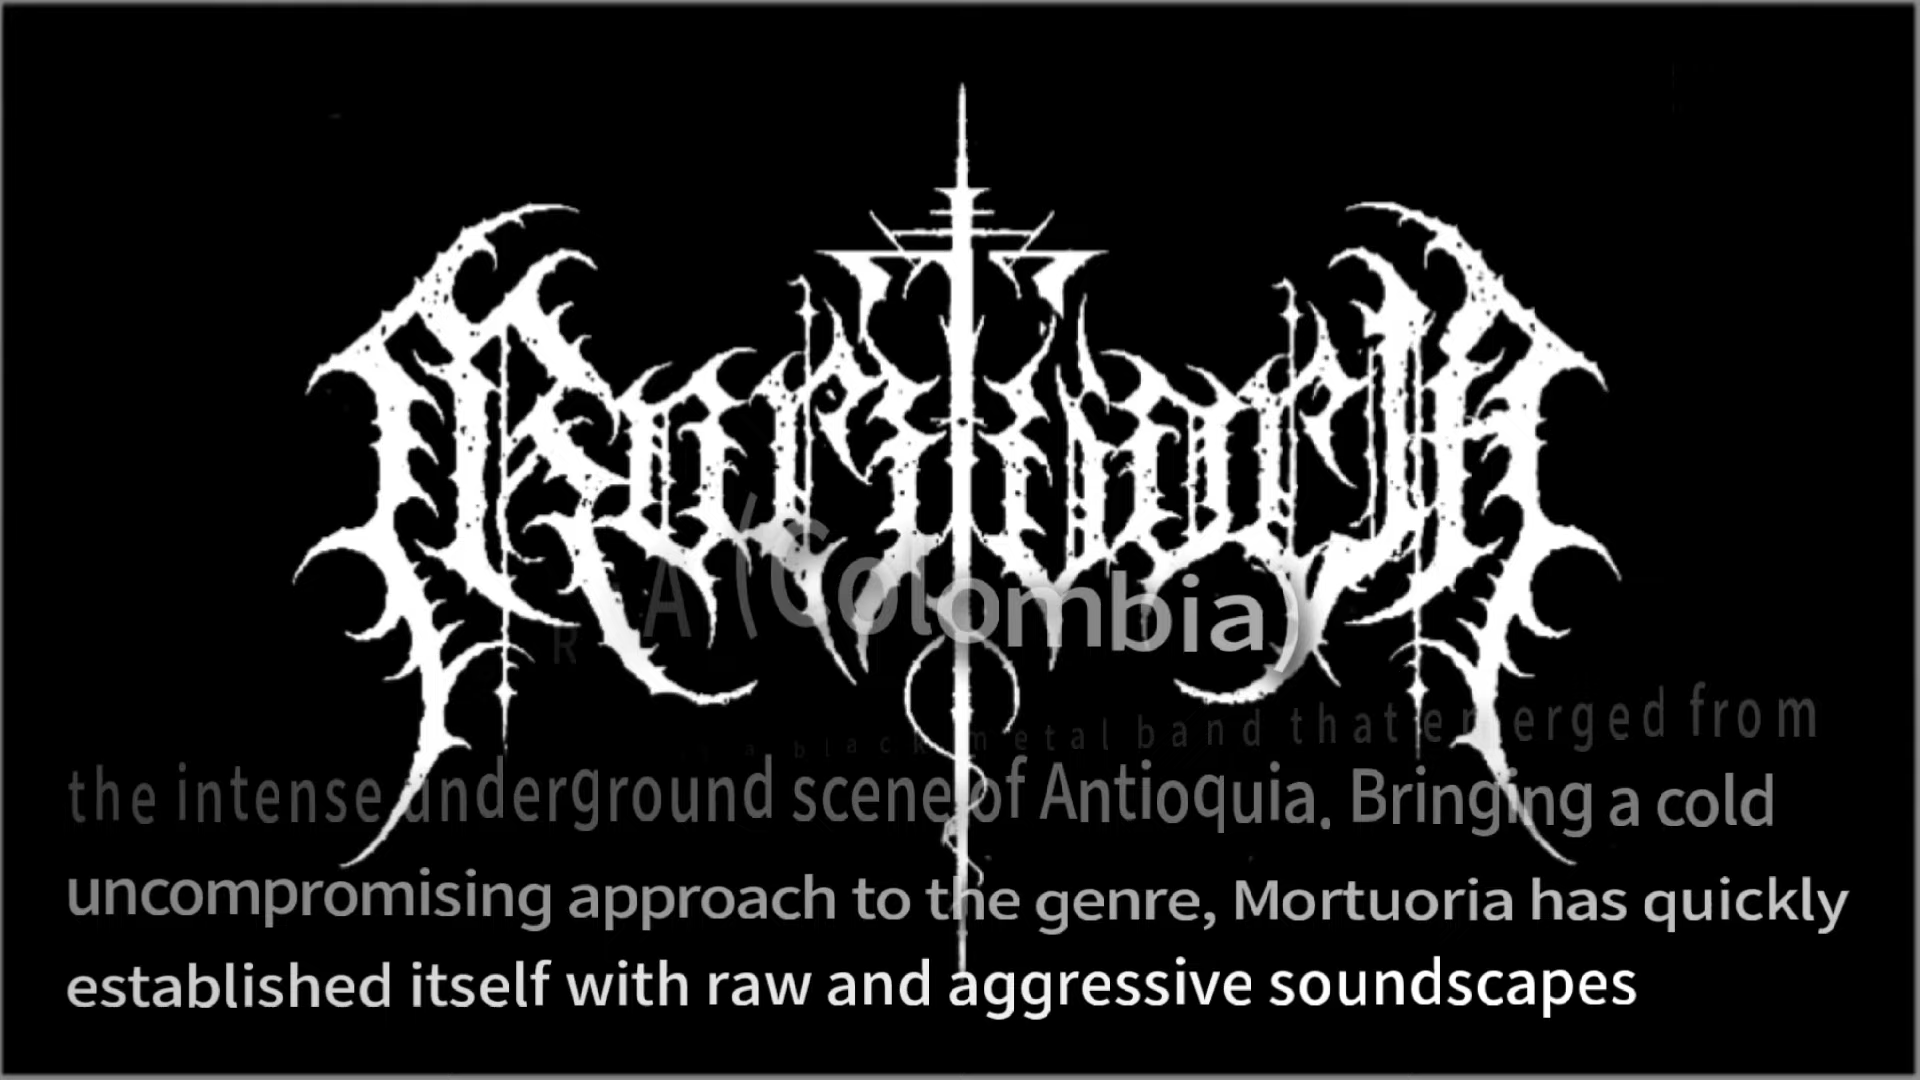 Mortuoria
R A (Colombia)
a black metal band that emerged from
the intense underground scene of Antioquia. Bringing a cold
uncompromising approach to the genre, Mortuoria has quickly
established itself with raw and aggressive soundscapes